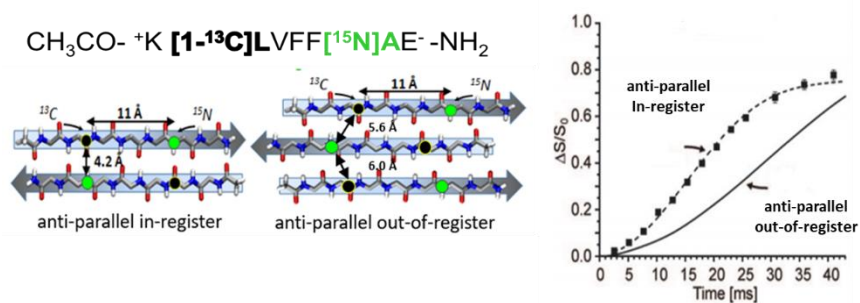 CH₃CO- ⁺K [1-¹³C]LVFF[¹⁵N]AE⁻ -NH₂
¹³C 11 Å ¹⁵N
4.2 Å
anti-parallel in-register
¹³C 11 Å ¹⁵N
5.6 Å
6.0 Å
anti-parallel out-of-register
ΔS/S₀
1.0
0.8
0.6
0.4
0.2
0.0
anti-parallel
In-register
anti-parallel
out-of-register
0 5 10 15 20 25 30 35 40
Time [ms]